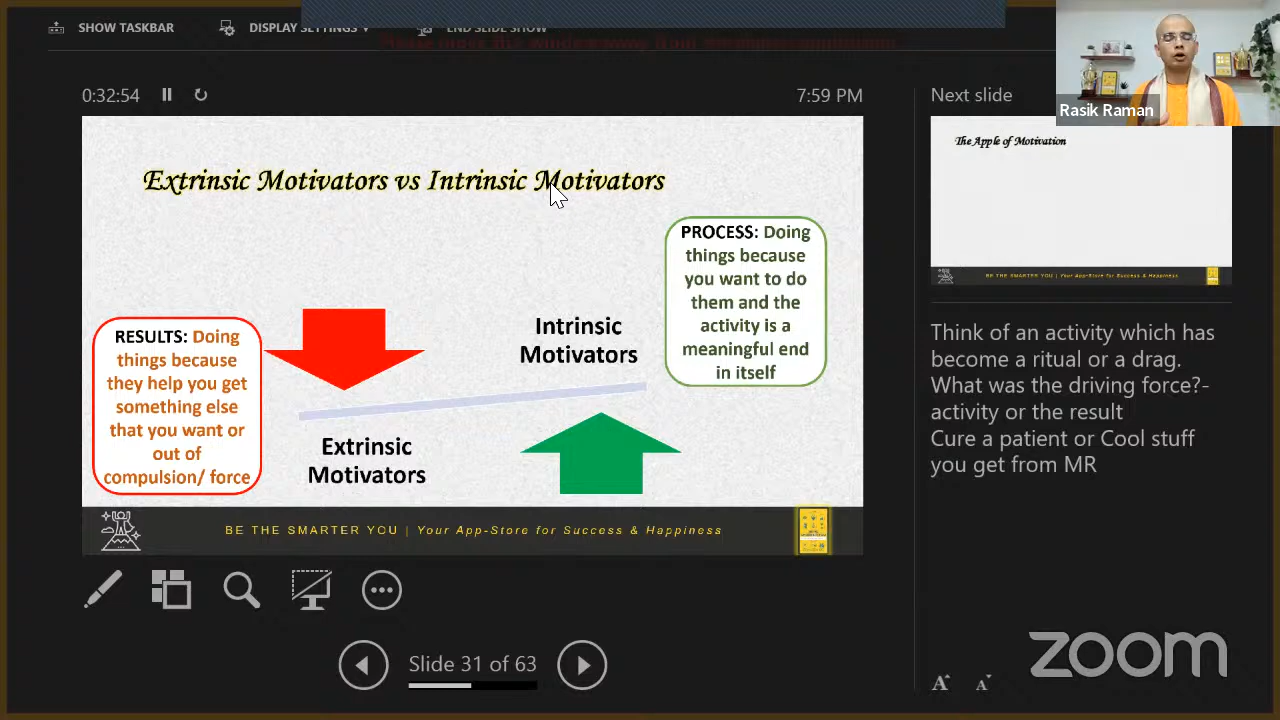 SHOW TASKBAR
DISPLAY SETTINGS
END SLIDE SHOW
Rasik Raman
0:32:54
7:59 PM
Next slide
Extrinsic Motivators vs Intrinsic Motivators
RESULTS: Doing
things because
they help you get
something else
that you want or
out of
compulsion/ force
Extrinsic
Motivators
Intrinsic
Motivators
PROCESS: Doing
things because
you want to do
them and the
activity is a
meaningful end
in itself
BE THE SMARTER YOU | Your App-Store for Success & Happiness
The Apple of Motivation
BE THE SMARTER YOU | Your App-Store for Success & Happiness
Think of an activity which has
become a ritual or a drag.
What was the driving force?-
activity or the result
Cure a patient or Cool stuff
you get from MR
Slide 31 of 63
A A
zoom